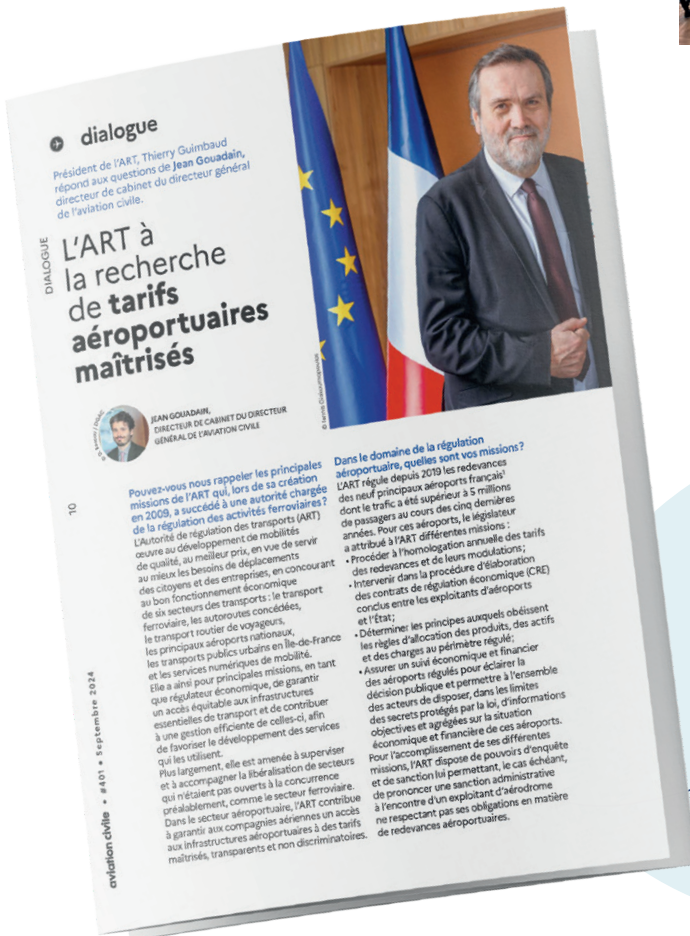 dialogue
Président de l'ART, Thierry Guimbaud
répond aux questions de Jean Gouadain,
directeur de cabinet du directeur général
de l'aviation civile.
DIALOGUE
L'ART à
la recherche
de tarifs
aéroportuaires
maîtrisés
JEAN GOUADAIN,
DIRECTEUR DE CABINET DU DIRECTEUR
GÉNÉRAL DE L'AVIATION CIVILE
Pouvez-vous nous rappeler les principales
missions de l'ART qui, lors de sa création
en 2009, a succédé à une autorité chargée
de la régulation des activités ferroviaires ?
L'Autorité de régulation des transports (ART)
œuvre au développement de mobilités
de qualité, au meilleur prix, en vue de servir
au mieux les besoins de déplacements
des citoyens et des entreprises, en concourant
au bon fonctionnement économique
de six secteurs des transports : le transport
ferroviaire, les autoroutes concédées,
le transport routier de voyageurs,
les principaux aéroports nationaux,
les transports publics urbains en Île-de-France
et les services numériques de mobilité.
Elle a ainsi pour principales missions, en tant
que régulateur économique, de garantir
un accès équitable aux infrastructures
essentielles de transport et de contribuer
à une gestion efficiente de celles-ci, afin
de favoriser le développement des services
qui les utilisent.
Plus largement, elle est amenée à superviser
et à accompagner la libéralisation de secteurs
qui n'étaient pas ouverts à la concurrence
préalablement, comme le secteur ferroviaire.
Dans le secteur aéroportuaire, l'ART contribue
à garantir aux compagnies aériennes un accès
aux infrastructures aéroportuaires à des tarifs
maîtrisés, transparents et non discriminatoires.
Dans le domaine de la régulation
aéroportuaire, quelles sont vos missions ?
L'ART régule depuis 2019 les redevances
des neuf principaux aéroports français¹
dont le trafic a été supérieur à 5 millions
de passagers au cours des cinq dernières
années. Pour ces aéroports, le législateur
a attribué à l'ART différentes missions :
• Procéder à l'homologation annuelle des tarifs
des redevances et de leurs modulations ;
• Intervenir dans la procédure d'élaboration
des contrats de régulation économique (CRE)
conclus entre les exploitants d'aéroports
et l'État ;
• Déterminer les principes auxquels obéissent
les règles d'allocation des produits, des actifs
et des charges au périmètre régulé ;
• Assurer un suivi économique et financier
des aéroports régulés pour éclairer la
décision publique et permettre à l'ensemble
des acteurs de disposer, dans les limites
des secrets protégés par la loi, d'informations
objectives et agrégées sur la situation
économique et financière de ces aéroports.
Pour l'accomplissement de ses différentes
missions, l'ART dispose de pouvoirs d'enquête
et de sanction lui permettant, le cas échéant,
de prononcer une sanction administrative
à l'encontre d'un exploitant d'aérodrome
ne respectant pas ses obligations en matière
de redevances aéroportuaires.
10
aviation civile • #401 • Septembre 2024